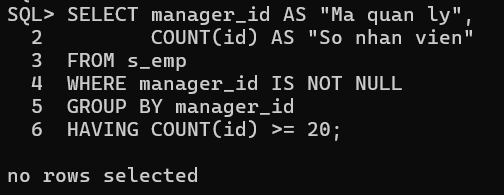 SQL> SELECT manager_id AS "Ma quan ly",
  2         COUNT(id) AS "So nhan vien"
  3  FROM s_emp
  4  WHERE manager_id IS NOT NULL
  5  GROUP BY manager_id
  6  HAVING COUNT(id) >= 20;

no rows selected